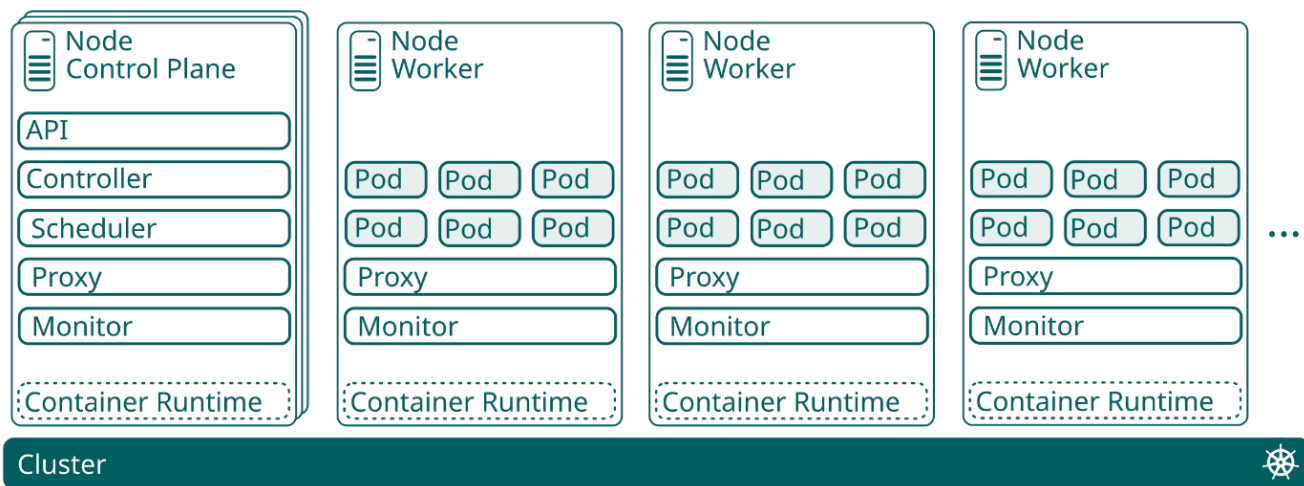 Node
Control Plane
API
Controller
Scheduler
Proxy
Monitor
Container Runtime
Node
Worker
Pod Pod Pod
Pod Pod Pod
Proxy
Monitor
Container Runtime
Node
Worker
Pod Pod Pod
Pod Pod Pod
Proxy
Monitor
Container Runtime
Node
Worker
Pod Pod Pod
Pod Pod Pod
Proxy
Monitor
Container Runtime
...
Cluster